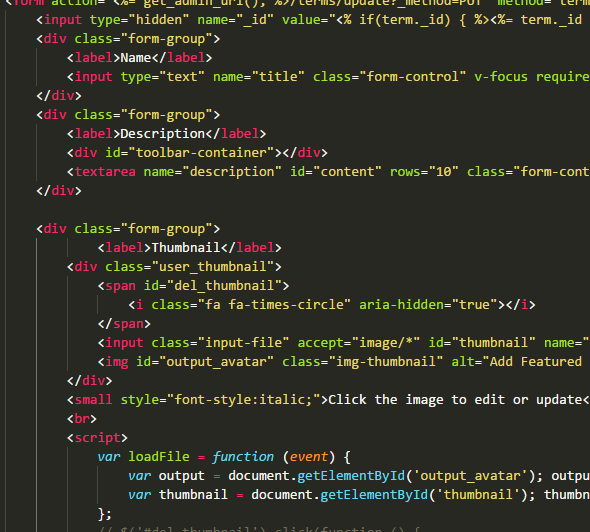 <form action="<%= get_admin_url(); %>/terms/update?_method=PUT" method="
<input type="hidden" name="_id" value="<% if(term._id) { %><%= term._id
<div class="form-group">
<label>Name</label>
<input type="text" name="title" class="form-control" v-focus require
</div>
<div class="form-group">
<label>Description</label>
<div id="toolbar-container"></div>
<textarea name="description" id="content" rows="10" class="form-cont
</div>
<div class="form-group">
<label>Thumbnail</label>
<div class="user_thumbnail">
<span id="del_thumbnail">
<i class="fa fa-times-circle" aria-hidden="true"></i>
</span>
<input class="input-file" accept="image/*" id="thumbnail" name="
<img id="output_avatar" class="img-thumbnail" alt="Add Featured
</div>
<small style="font-style:italic;">Click the image to edit or update<
<br>
<script>
var loadFile = function (event) {
var output = document.getElementById('output_avatar'); outpu
var thumbnail = document.getElementById('thumbnail'); thumbn
};
// $('#del_thumbnail').click(function () {